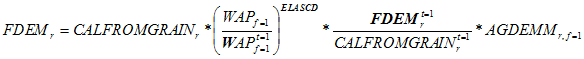 FDEM_r = CALFROMGRAIN_r * (WAP_{f=1} / WAP_{f=1}^{t=1})^{ELASCD} * FDEM_r^{t=1} / CALFROMGRAIN_r^{t=1} * AGDEMM_{r,f=1}